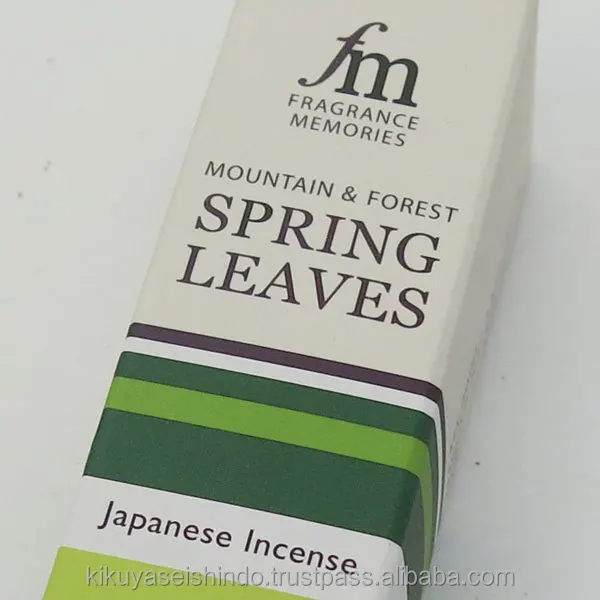 fm
FRAGRANCE
MEMORIES
MOUNTAIN & FOREST
SPRING
LEAVES
Japanese Incense
kikuyaseishindo.trustpass.alibaba.com